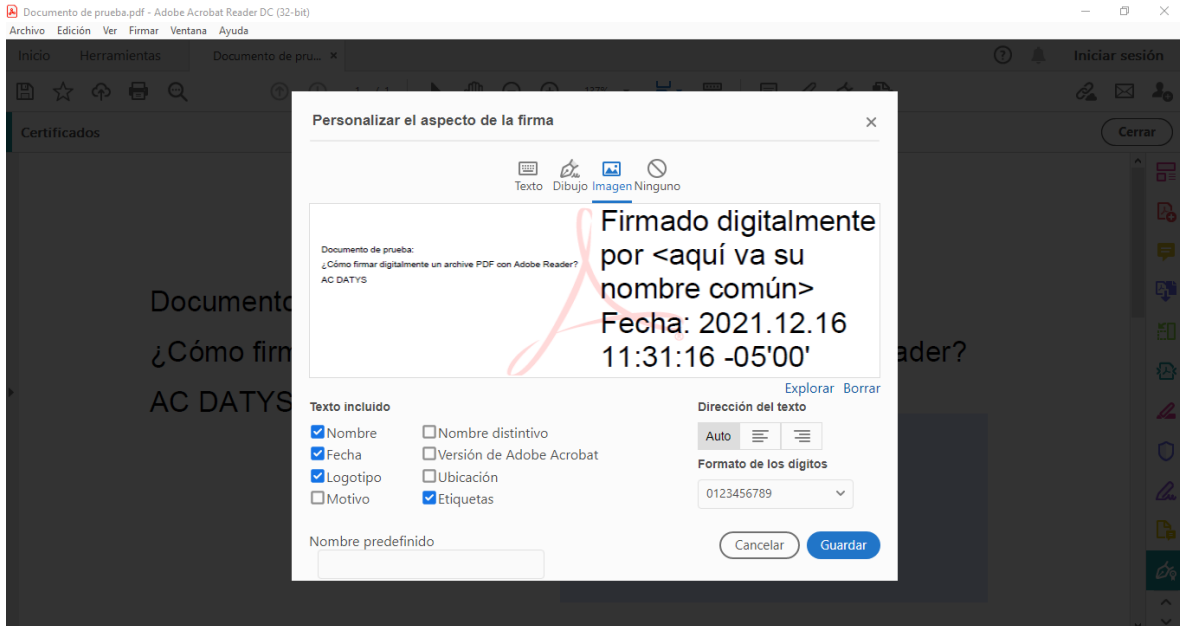 Documento de prueba.pdf - Adobe Acrobat Reader DC (32-bit)
Archivo Edición Ver Firmar Ventana Ayuda
Inicio Herramientas Documento de pru... ×
Iniciar sesión
Certificados
Cerrar
Personalizar el aspecto de la firma
Texto Dibujo Imagen Ninguno
Documento de prueba:
¿Cómo firmar digitalmente un archive PDF con Adobe Reader?
AC DATYS
Firmado digitalmente
por <aquí va su
nombre común>
Fecha: 2021.12.16
11:31:16 -05'00'
Explorar Borrar
Texto incluido
Nombre
Fecha
Logotipo
Motivo
Nombre distintivo
Versión de Adobe Acrobat
Ubicación
Etiquetas
Dirección del texto
Auto
Formato de los dígitos
0123456789
Nombre predefinido
Cancelar Guardar
Documento
¿Cómo firm
ader?
AC DATYS